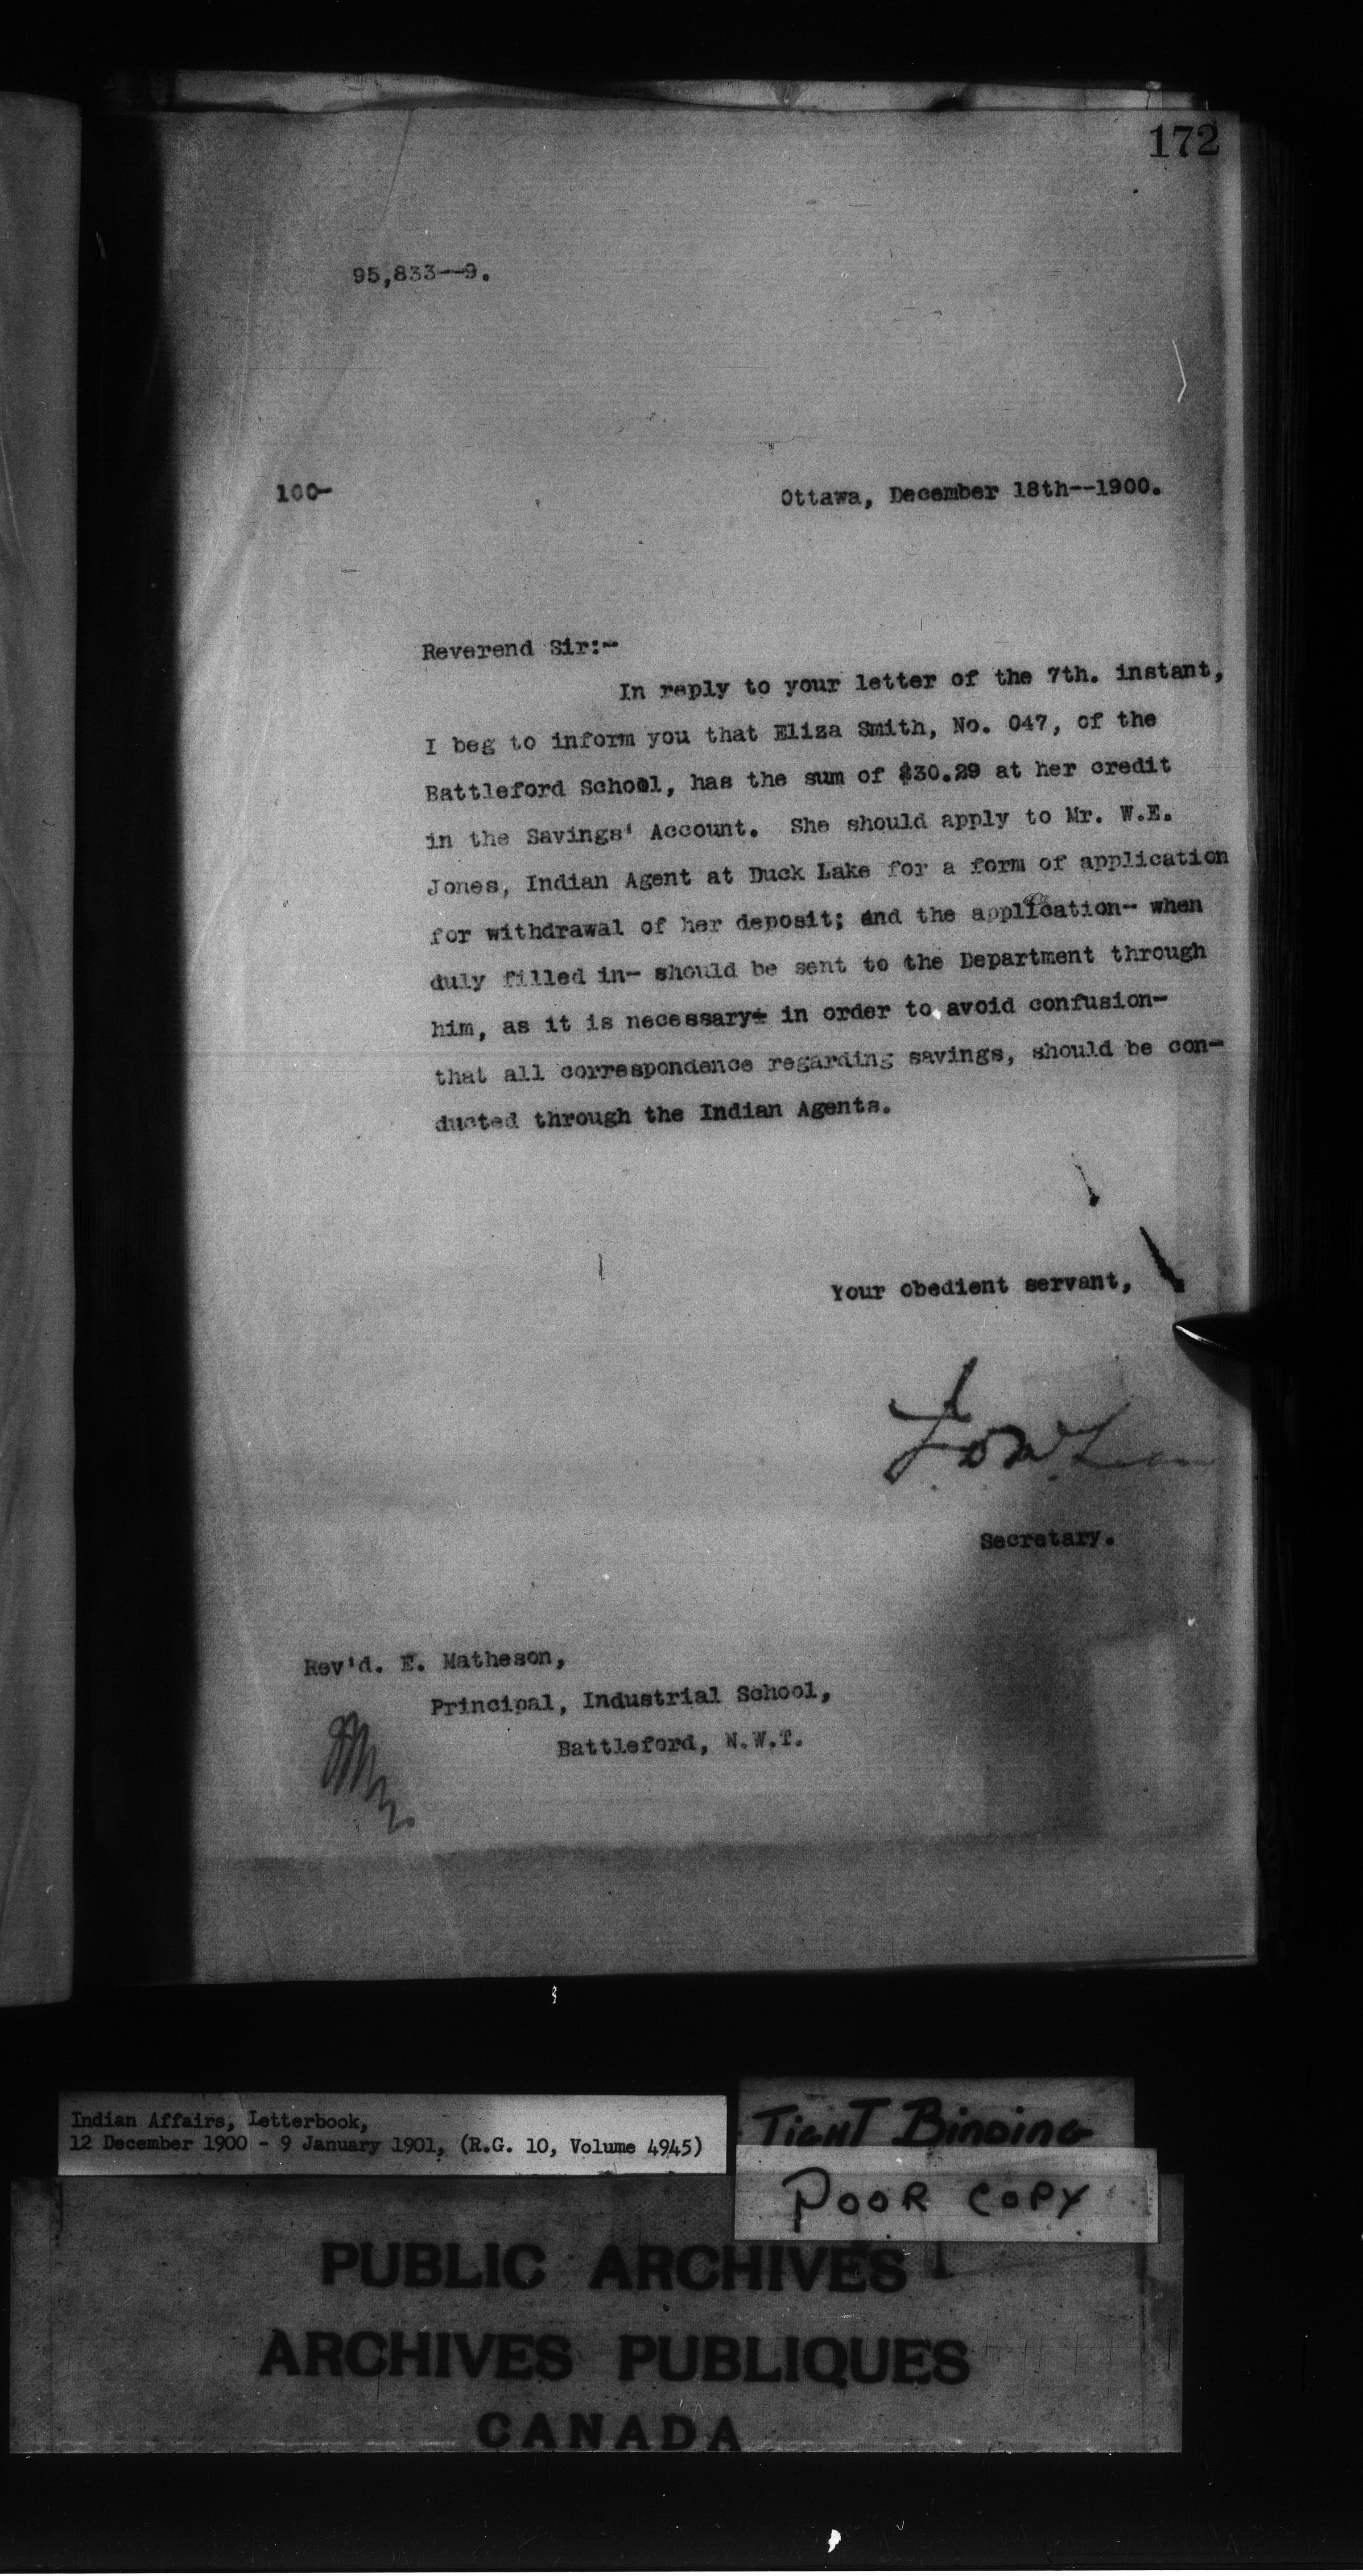 172
95,833--9.
100-
Ottawa, December 18th--1900.
Reverend Sir:-
In reply to your letter of the 7th. instant,
I beg to inform you that Eliza Smith, No. 047, of the
Battleford School, has the sum of $30.29 at her credit
in the Savings' Account. She should apply to Mr. W.E.
Jones, Indian Agent at Duck Lake for a form of application
for withdrawal of her deposit; and the application- when
duly filled in- should be sent to the Department through
him, as it is necessary- in order to avoid confusion-
that all correspondence regarding savings, should be con-
ducted through the Indian Agents.
Your obedient servant,
Secretary.
Rev'd. E. Matheson,
Principal, Industrial School,
Battleford, N.W.T.
Indian Affairs, Letterbook,
12 December 1900 - 9 January 1901, (R.G. 10, Volume 4945)
TIGHT BINDING
POOR COPY
PUBLIC ARCHIVES
ARCHIVES PUBLIQUES
CANADA